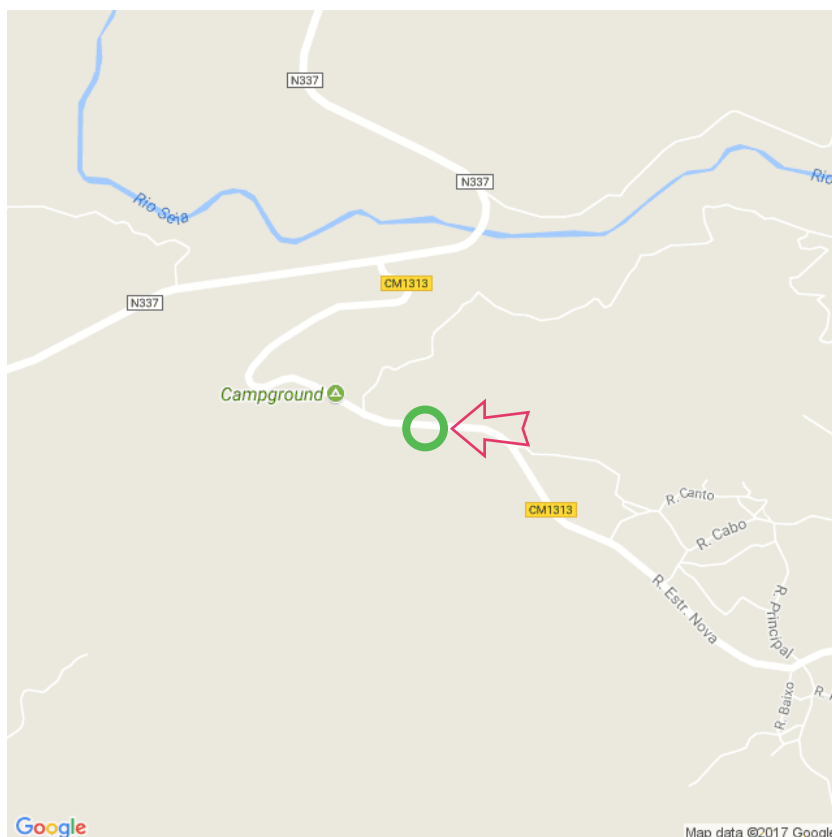 N337
N337
Rio Seia
Rio
CM1313
N337
Campground
R. Canto
CM1313
R. Cabo
R. Estr. Nova
R. Principal
R. Baixo
R.
Google
Map data ©2017 Google